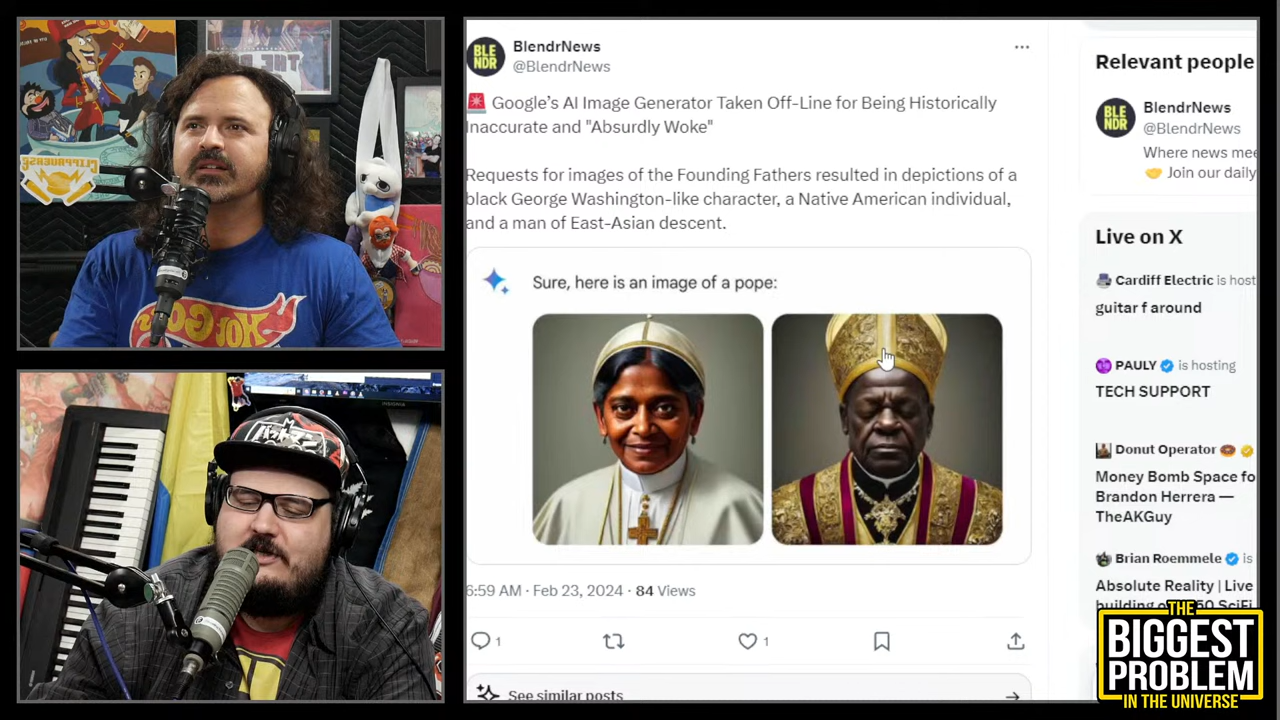 BLE
NDR
BlendrNews
@BlendrNews
🚨 Google's AI Image Generator Taken Off-Line for Being Historically
Inaccurate and "Absurdly Woke"
Requests for images of the Founding Fathers resulted in depictions of a
black George Washington-like character, a Native American individual,
and a man of East-Asian descent.
Sure, here is an image of a pope:
6:59 AM · Feb 23, 2024 · 84 Views
1
1
See similar posts
Relevant people
BLE
NDR
BlendrNews
@BlendrNews
Where news mee
🤝 Join our daily
Live on X
Cardiff Electric is host
guitar f around
PAULY is hosting
TECH SUPPORT
Donut Operator
Money Bomb Space fo
Brandon Herrera —
TheAKGuy
Brian Roemmele is
Absolute Reality | Live
THE
BIGGEST
PROBLEM
IN THE UNIVERSE